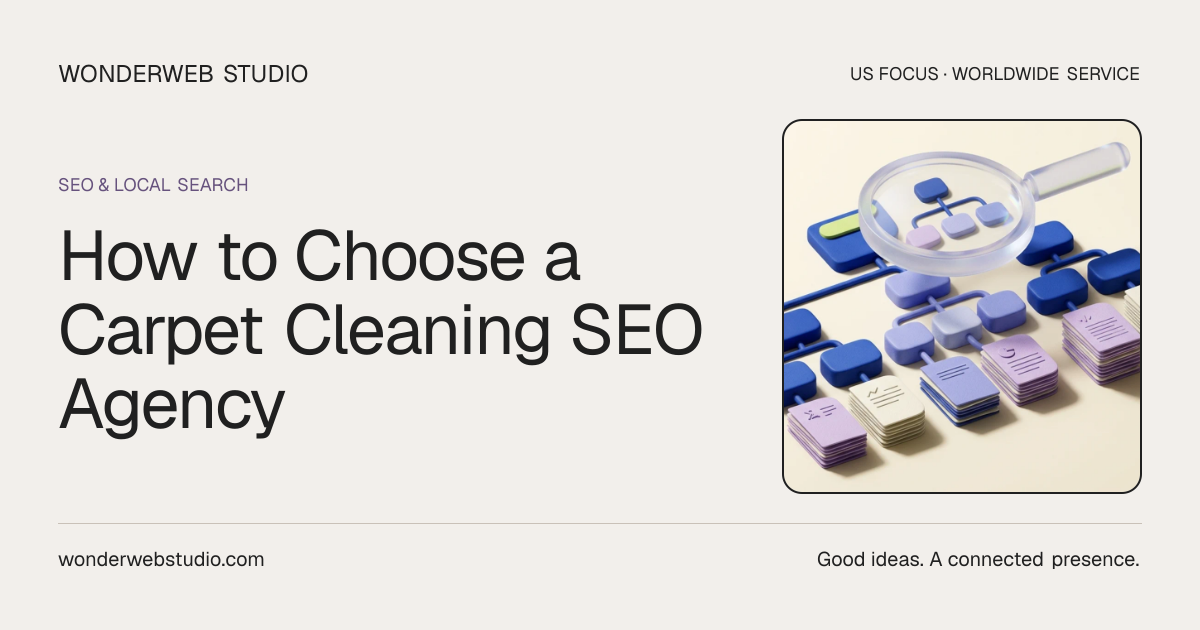 WONDERWEB STUDIO
US FOCUS · WORLDWIDE SERVICE
SEO & LOCAL SEARCH
How to Choose a
Carpet Cleaning SEO
Agency
wonderwebstudio.com
Good ideas. A connected presence.